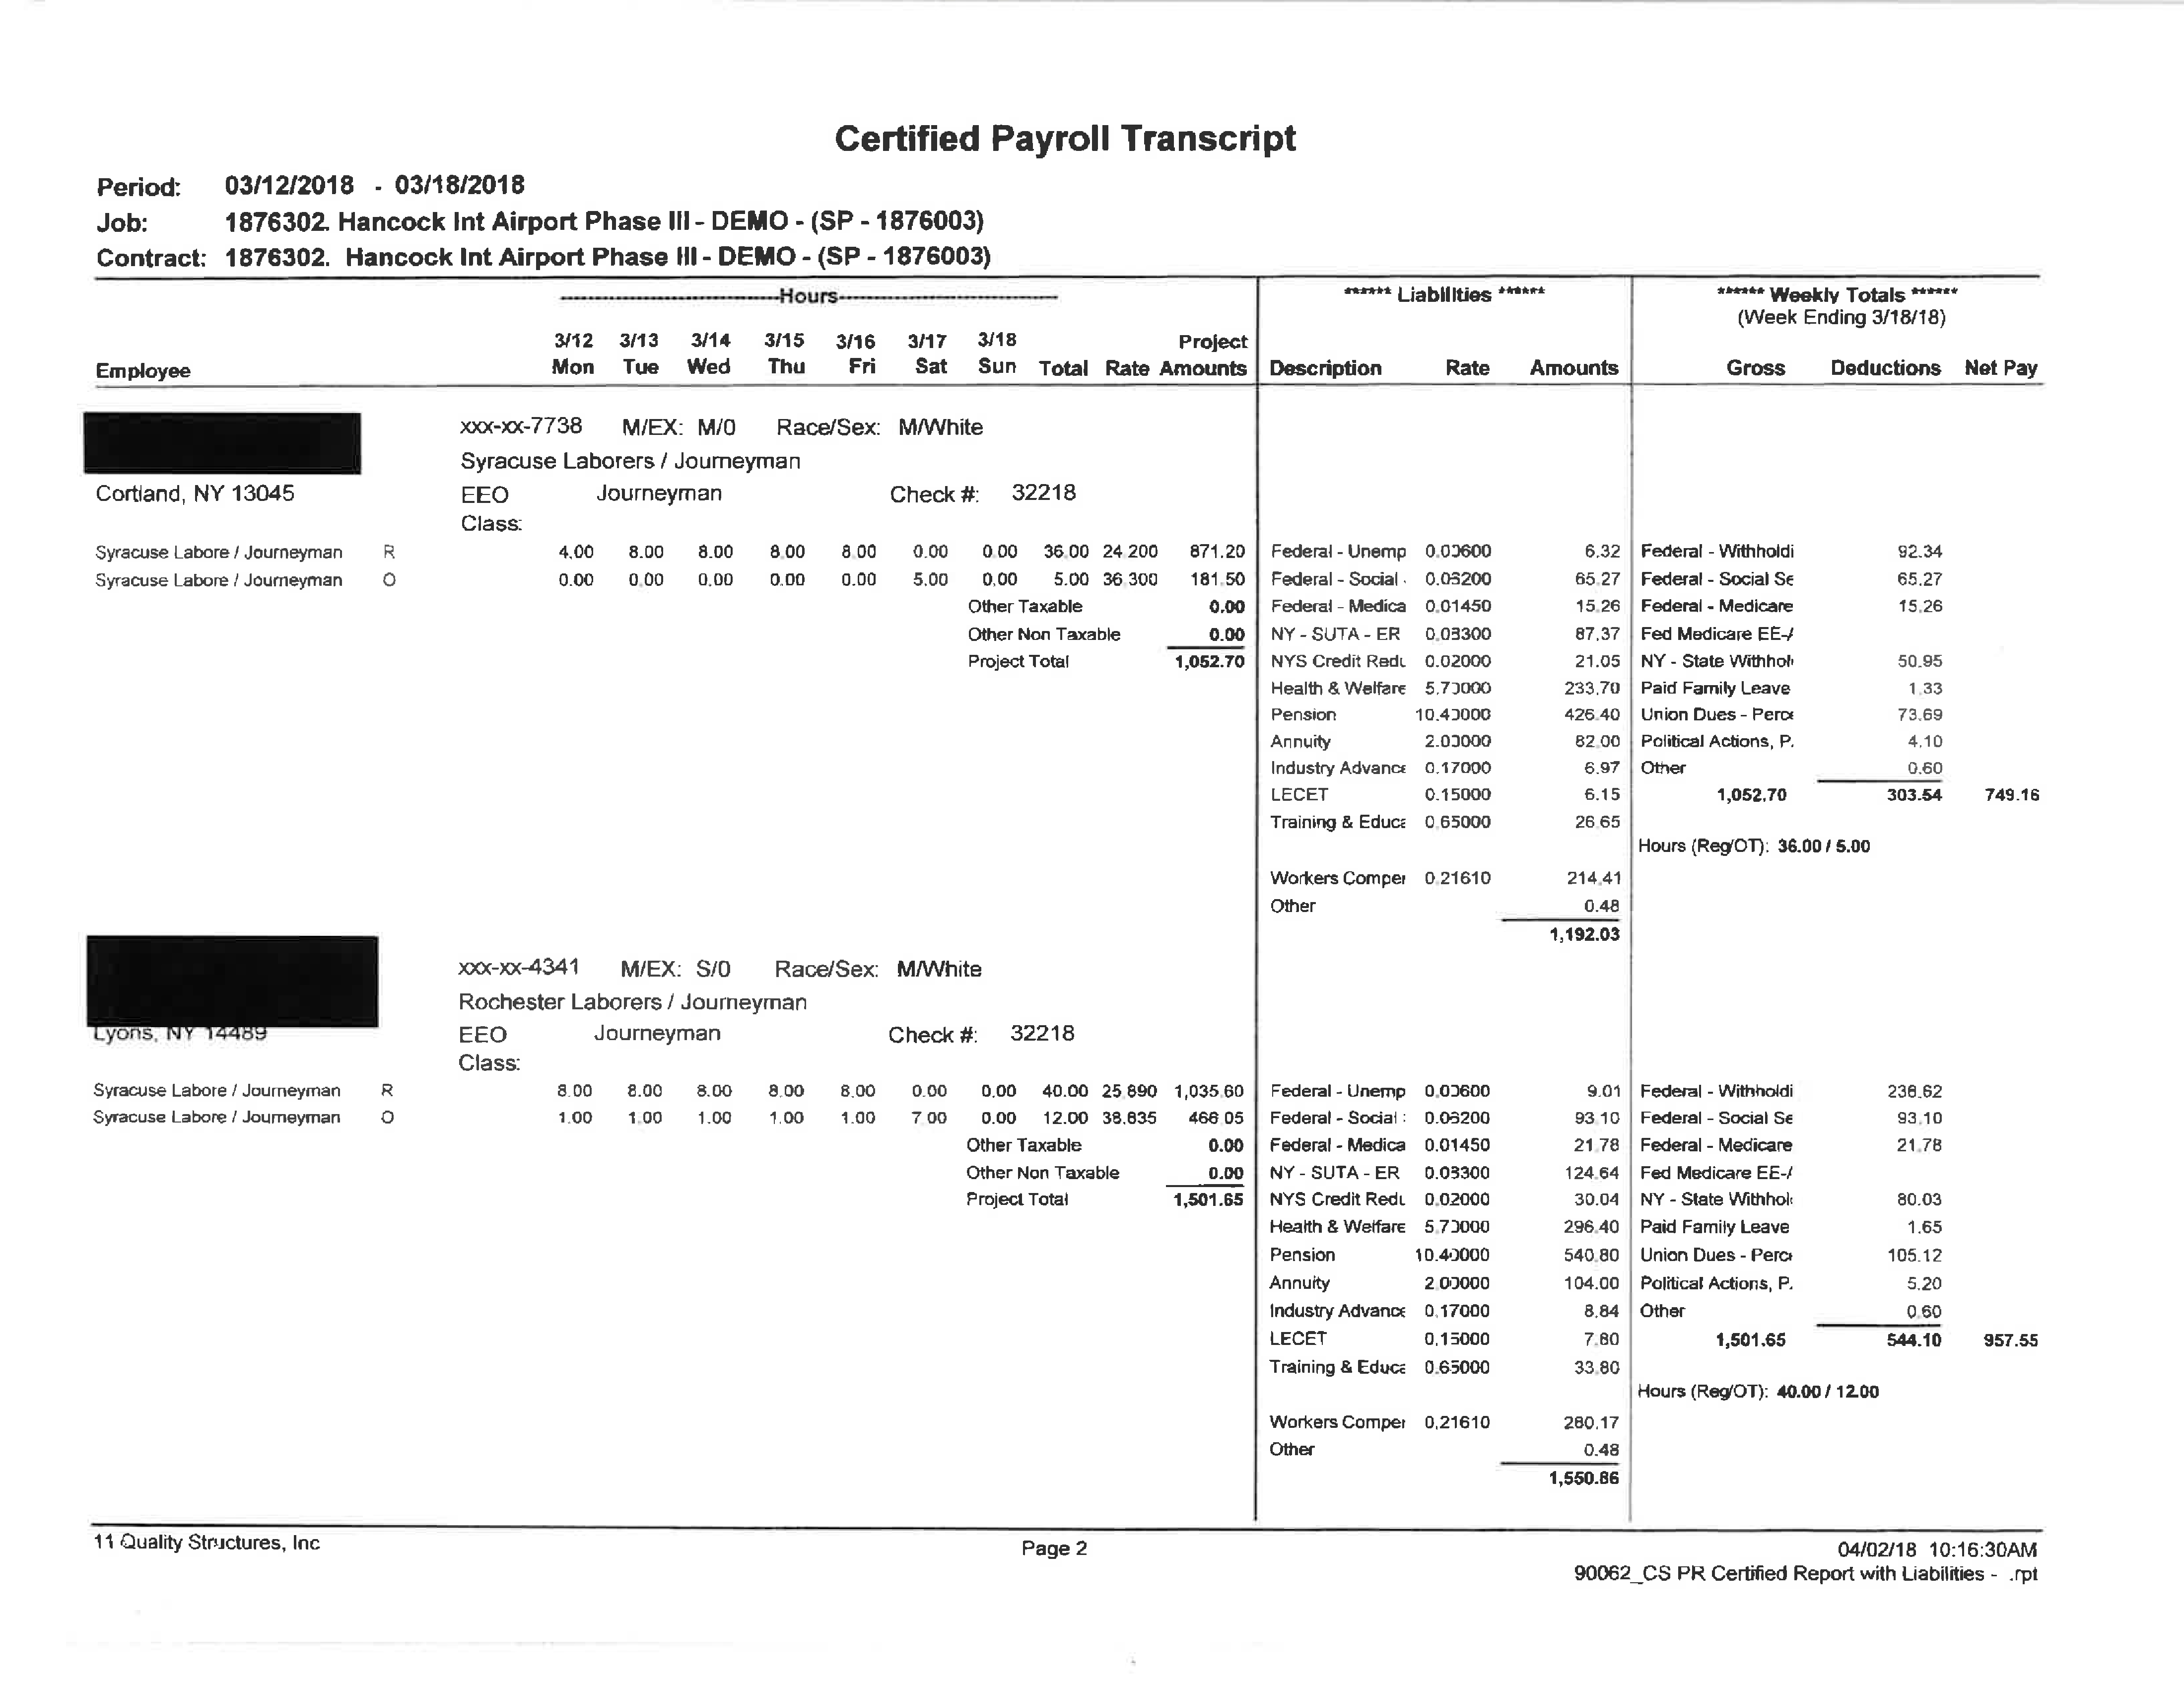 Certified Payroll Transcript
Period: 03/12/2018 - 03/18/2018
Job: 1876302. Hancock Int Airport Phase III - DEMO - (SP - 1876003)
Contract: 1876302. Hancock Int Airport Phase III - DEMO - (SP - 1876003)
Hours ****** Liabilities ****** ****** Weekly Totals ******
(Week Ending 3/18/18)
3/12 3/13 3/14 3/15 3/16 3/17 3/18 Project
Employee Mon Tue Wed Thu Fri Sat Sun Total Rate Amounts Description Rate Amounts Gross Deductions Net Pay
xxx-xx-7738 M/EX: M/0 Race/Sex: M/White
Syracuse Laborers / Journeyman
Cortland, NY 13045 EEO Journeyman Check #: 32218
Class:
Syracuse Labore / Journeyman R 4.00 8.00 8.00 8.00 8.00 0.00 0.00 36.00 24.200 871.20 Federal - Unemp 0.00600 6.32 Federal - Withholdi 92.34
Syracuse Labore / Journeyman O 0.00 0.00 0.00 0.00 0.00 5.00 0.00 5.00 36.300 181.50 Federal - Social 0.06200 65.27 Federal - Social Se 65.27
Other Taxable 0.00 Federal - Medica 0.01450 15.26 Federal - Medicare 15.26
Other Non Taxable 0.00 NY - SUTA - ER 0.08300 87.37 Fed Medicare EE-/
Project Total 1,052.70 NYS Credit Redu 0.02000 21.05 NY - State Withhol 50.95
Health & Welfare 5.70000 233.70 Paid Family Leave 1.33
Pension 10.40000 426.40 Union Dues - Perce 73.69
Annuity 2.00000 82.00 Political Actions, P. 4.10
Industry Advance 0.17000 6.97 Other 0.60
LECET 0.15000 6.15 1,052.70 303.54 749.16
Training & Educa 0.65000 26.65
Hours (Reg/OT): 36.00 / 5.00
Workers Comper 0.21610 214.41
Other 0.48
1,192.03
xxx-xx-4341 M/EX: S/0 Race/Sex: M/White
Rochester Laborers / Journeyman
Lyons, NY 14489 EEO Journeyman Check #: 32218
Class:
Syracuse Labore / Journeyman R 8.00 8.00 8.00 8.00 8.00 0.00 0.00 40.00 25.890 1,035.60 Federal - Unemp 0.00600 9.01 Federal - Withholdi 236.62
Syracuse Labore / Journeyman O 1.00 1.00 1.00 1.00 1.00 7.00 0.00 12.00 38.835 466.05 Federal - Social 0.06200 93.10 Federal - Social Se 93.10
Other Taxable 0.00 Federal - Medica 0.01450 21.78 Federal - Medicare 21.78
Other Non Taxable 0.00 NY - SUTA - ER 0.08300 124.64 Fed Medicare EE-/
Project Total 1,501.65 NYS Credit Redu 0.02000 30.04 NY - State Withhol 80.03
Health & Welfare 5.70000 296.40 Paid Family Leave 1.65
Pension 10.40000 540.80 Union Dues - Perc 105.12
Annuity 2.00000 104.00 Political Actions, P. 5.20
Industry Advance 0.17000 8.84 Other 0.60
LECET 0.15000 7.80 1,501.65 544.10 957.55
Training & Educa 0.65000 33.80
Hours (Reg/OT): 40.00 / 12.00
Workers Comper 0.21610 280.17
Other 0.48
1,550.86
11 Quality Structures, Inc Page 2 04/02/18 10:16:30AM
90062_CS PR Certified Report with Liabilities - .rpt